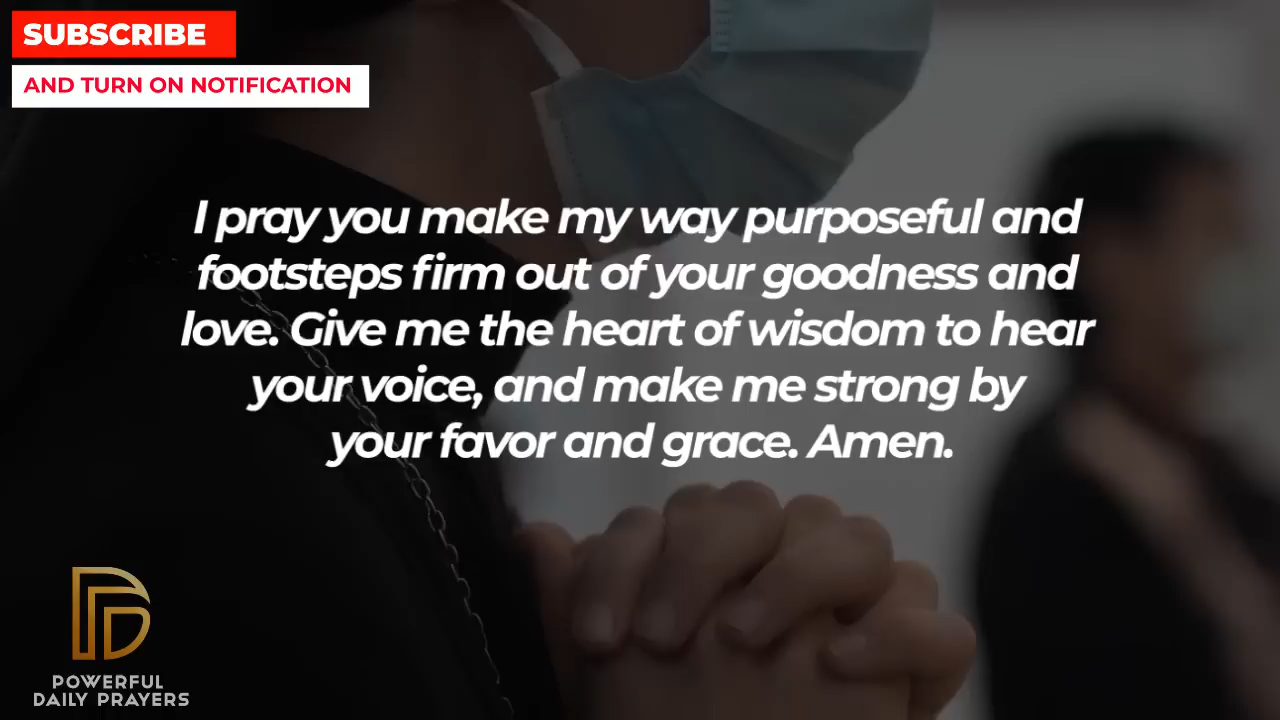 SUBSCRIBE
AND TURN ON NOTIFICATION
I pray you make my way purposeful and
footsteps firm out of your goodness and
love. Give me the heart of wisdom to hear
your voice, and make me strong by
your favor and grace. Amen.
POWERFUL
DAILY PRAYERS